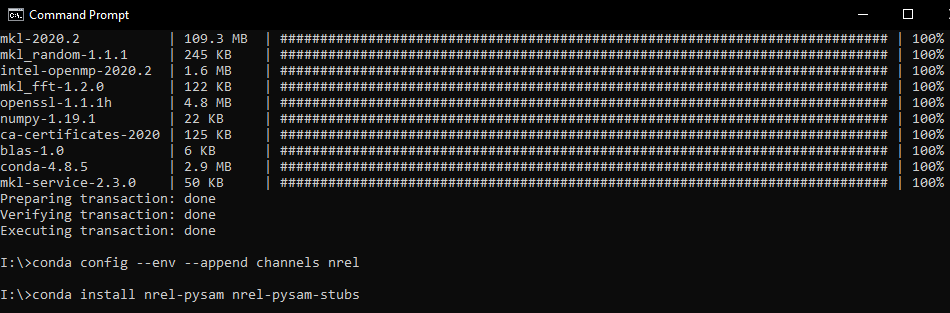 Command Prompt
mkl-2020.2 | 109.3 MB | ############################################################################ | 100%
mkl_random-1.1.1 | 245 KB | ############################################################################ | 100%
intel-openmp-2020.2 | 1.6 MB | ############################################################################ | 100%
mkl_fft-1.2.0 | 122 KB | ############################################################################ | 100%
openssl-1.1.1h | 4.8 MB | ############################################################################ | 100%
numpy-1.19.1 | 22 KB | ############################################################################ | 100%
ca-certificates-2020 | 125 KB | ############################################################################ | 100%
blas-1.0 | 6 KB | ############################################################################ | 100%
conda-4.8.5 | 2.9 MB | ############################################################################ | 100%
mkl-service-2.3.0 | 50 KB | ############################################################################ | 100%
Preparing transaction: done
Verifying transaction: done
Executing transaction: done
I:\>conda config --env --append channels nrel
I:\>conda install nrel-pysam nrel-pysam-stubs